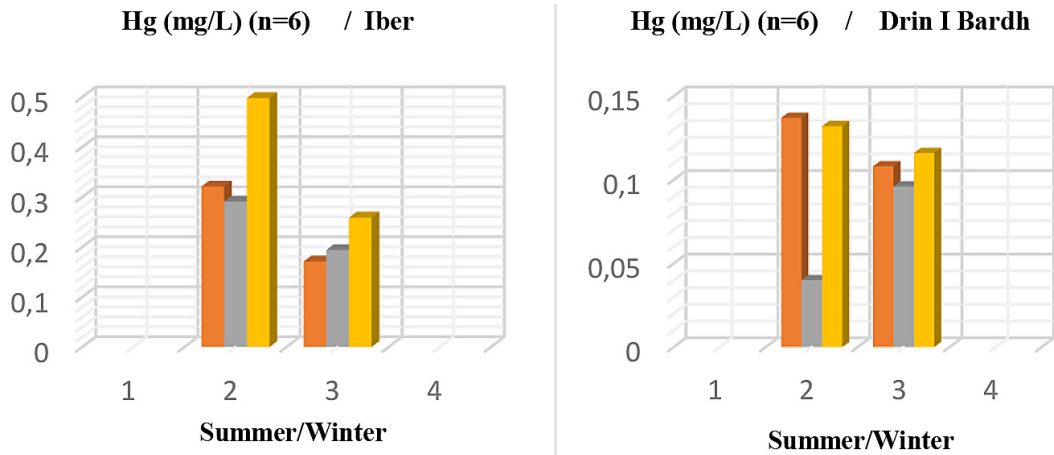 Hg (mg/L) (n=6) / Iber
0,5
0,4
0,3
0,2
0,1
0
1 2 3 4
Summer/Winter
Hg (mg/L) (n=6) / Drin I Bardh
0,15
0,1
0,05
0
1 2 3 4
Summer/Winter